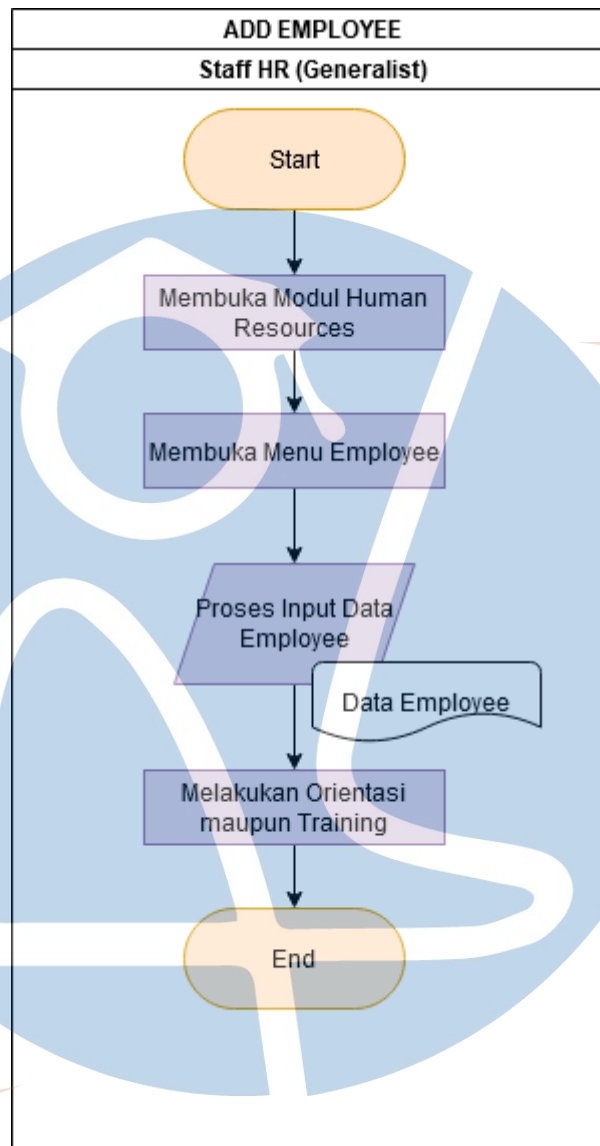 ADD EMPLOYEE
Staff HR (Generalist)
Start
Membuka Modul Human
Resources
Membuka Menu Employee
Proses Input Data
Employee
Data Employee
Melakukan Orientasi
maupun Training
End